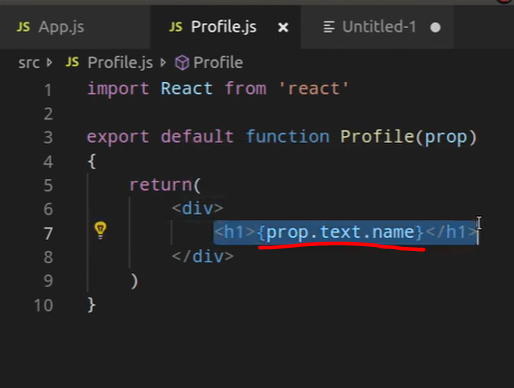 JS App.js JS Profile.js × Untitled-1
src JS Profile.js Profile
1 import React from 'react'
2
3 export default function Profile(prop)
4 {
5 return(
6 <div>
7 <h1>{prop.text.name}</h1>
8 </div>
9 )
10 }